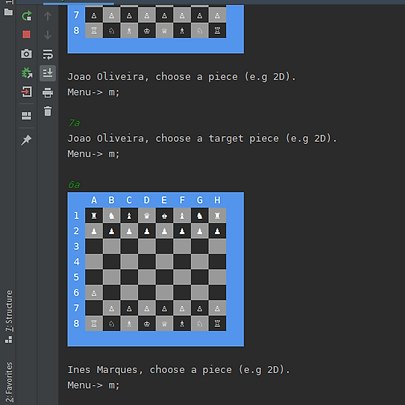 7
8
Joao Oliveira, choose a piece (e.g 2D).
Menu-> m;
7a
Joao Oliveira, choose a target piece (e.g 2D).
Menu-> m;
6a
A B C D E F G H
1
2
3
4
5
6
7
8
Ines Marques, choose a piece (e.g 2D).
Menu-> m;
7: Structure
2: Favorites